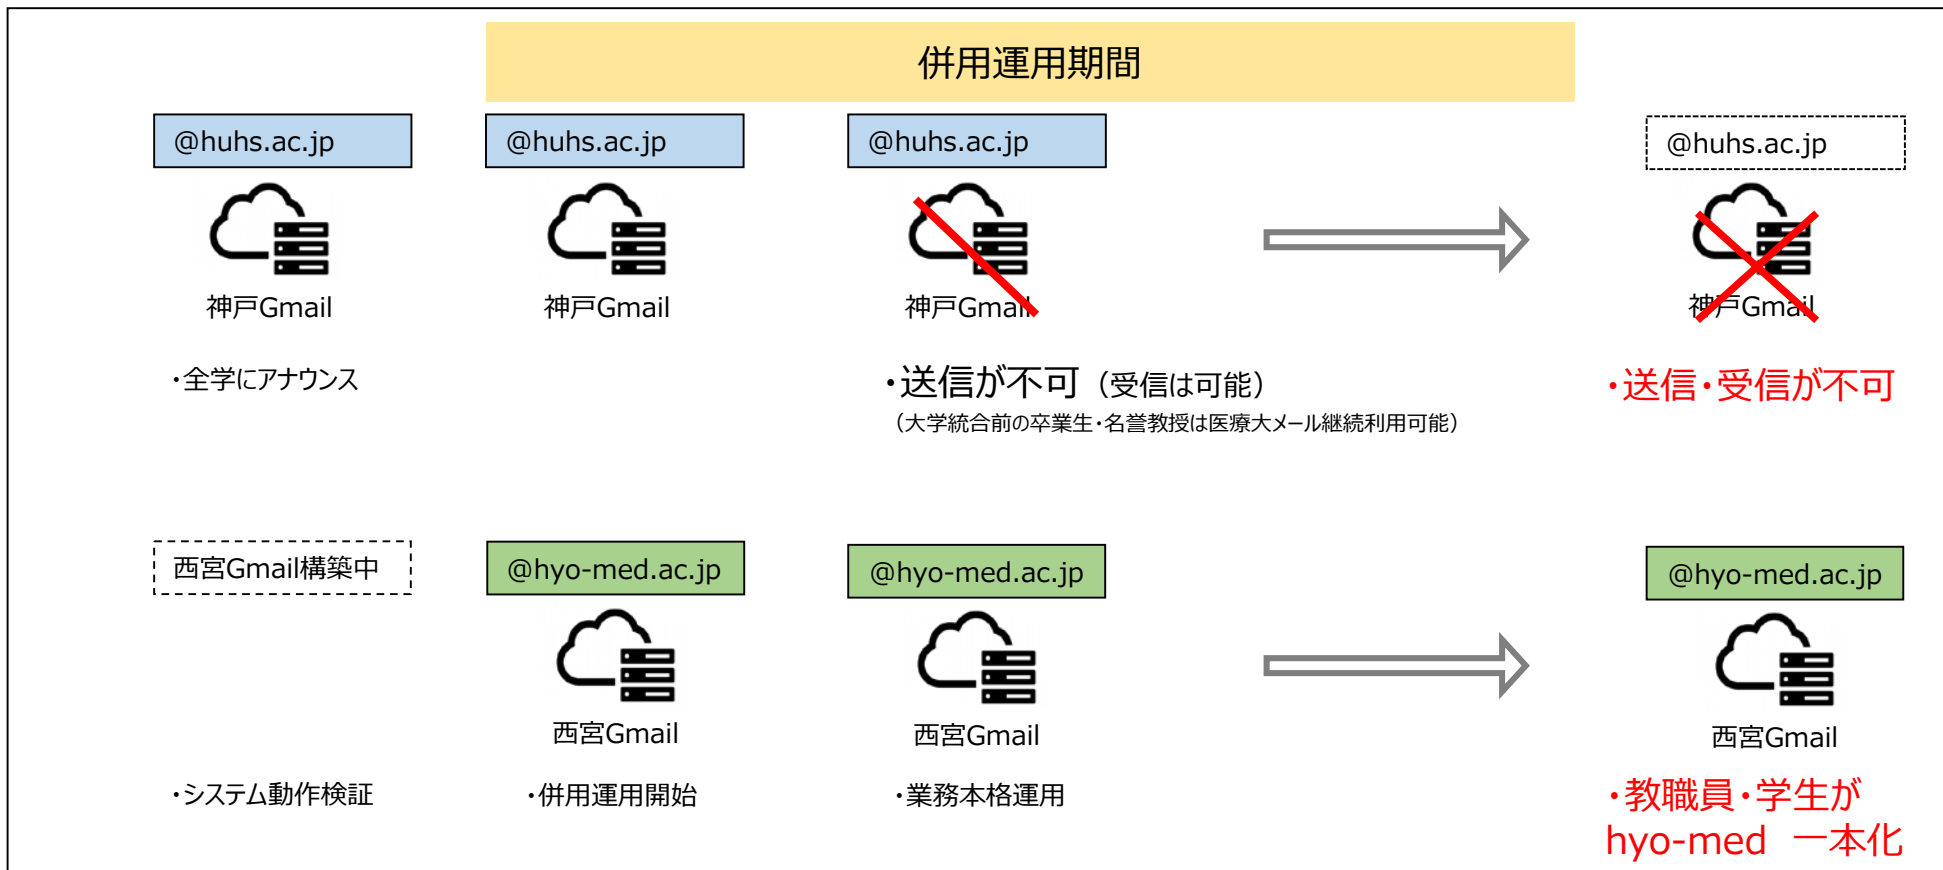 併用運用期間
@huhs.ac.jp
@huhs.ac.jp
@huhs.ac.jp
@huhs.ac.jp
神戸Gmail
神戸Gmail
神戸Gmail
神戸Gmail
・全学にアナウンス
・送信が不可（受信は可能）
（大学統合前の卒業生・名誉教授は医療大メール継続利用可能）
・送信・受信が不可
西宮Gmail構築中
@hyo-med.ac.jp
@hyo-med.ac.jp
@hyo-med.ac.jp
西宮Gmail
西宮Gmail
西宮Gmail
・システム動作検証
・併用運用開始
・業務本格運用
・教職員・学生が
hyo-med 一本化